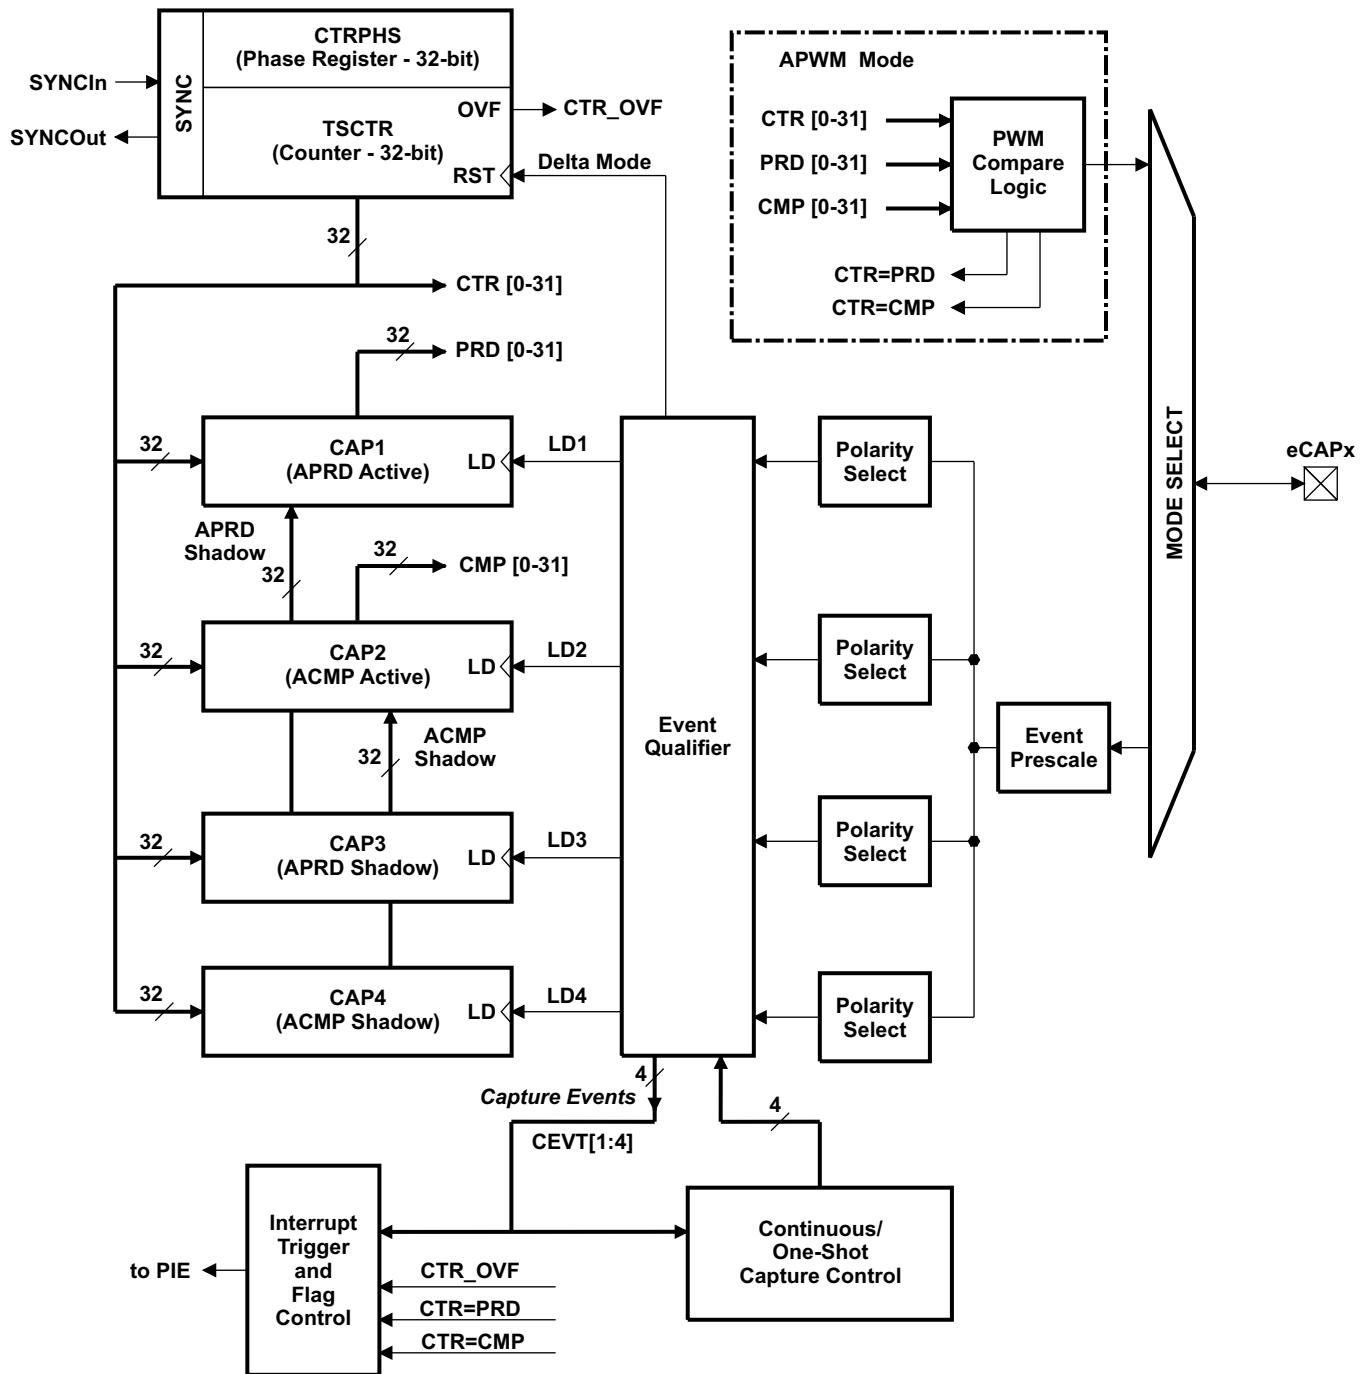 CTRPHS
(Phase Register - 32-bit)
SYNC
SYNCIn
SYNCOut
OVF
CTR_OVF
TSCTR
(Counter - 32-bit)
RST
Delta Mode
APWM Mode
CTR [0-31]
PRD [0-31]
CMP [0-31]
PWM
Compare
Logic
CTR=PRD
CTR=CMP
32
CTR [0-31]
32
PRD [0-31]
32
CAP1
(APRD Active)
LD
LD1
APRD
Shadow
32
32
CMP [0-31]
32
CAP2
(ACMP Active)
LD
LD2
ACMP
Shadow
32
32
CAP3
(APRD Shadow)
LD
LD3
32
CAP4
(ACMP Shadow)
LD
LD4
Event
Qualifier
Polarity
Select
Polarity
Select
Polarity
Select
Polarity
Select
Event
Prescale
MODE SELECT
eCAPx
4
Capture Events
CEVT[1:4]
4
Interrupt
Trigger
and
Flag
Control
to PIE
CTR_OVF
CTR=PRD
CTR=CMP
Continuous/
One-Shot
Capture Control